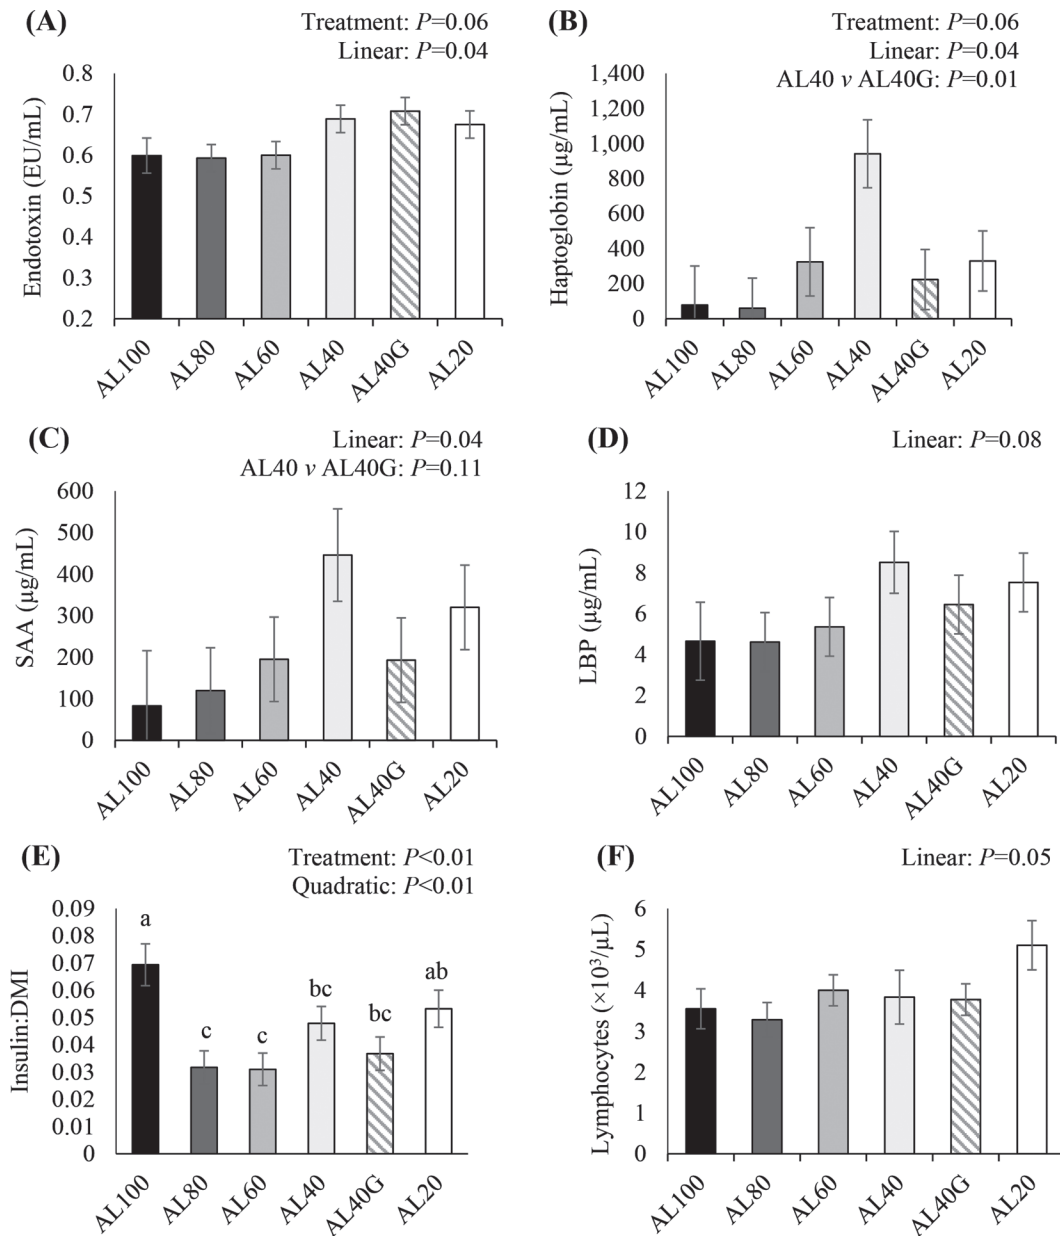 (A)
Treatment: P=0.06
Linear: P=0.04
Endotoxin (EU/mL)
0.8
0.7
0.6
0.5
0.4
0.3
0.2
AL100
AL80
AL60
AL40
AL40G
AL20
(B)
Treatment: P=0.06
Linear: P=0.04
AL40 v AL40G: P=0.01
Haptoglobin (μg/mL)
1,400
1,200
1,000
800
600
400
200
0
AL100
AL80
AL60
AL40
AL40G
AL20
(C)
Linear: P=0.04
AL40 v AL40G: P=0.11
SAA (μg/mL)
600
500
400
300
200
100
0
AL100
AL80
AL60
AL40
AL40G
AL20
(D)
Linear: P=0.08
LBP (μg/mL)
12
10
8
6
4
2
0
AL100
AL80
AL60
AL40
AL40G
AL20
(E)
Treatment: P<0.01
Quadratic: P<0.01
Insulin:DMI
0.09
0.08
0.07
0.06
0.05
0.04
0.03
0.02
0.01
0
a
c
c
bc
bc
ab
AL100
AL80
AL60
AL40
AL40G
AL20
(F)
Linear: P=0.05
Lymphocytes (×10³/μL)
6
5
4
3
2
1
0
AL100
AL80
AL60
AL40
AL40G
AL20